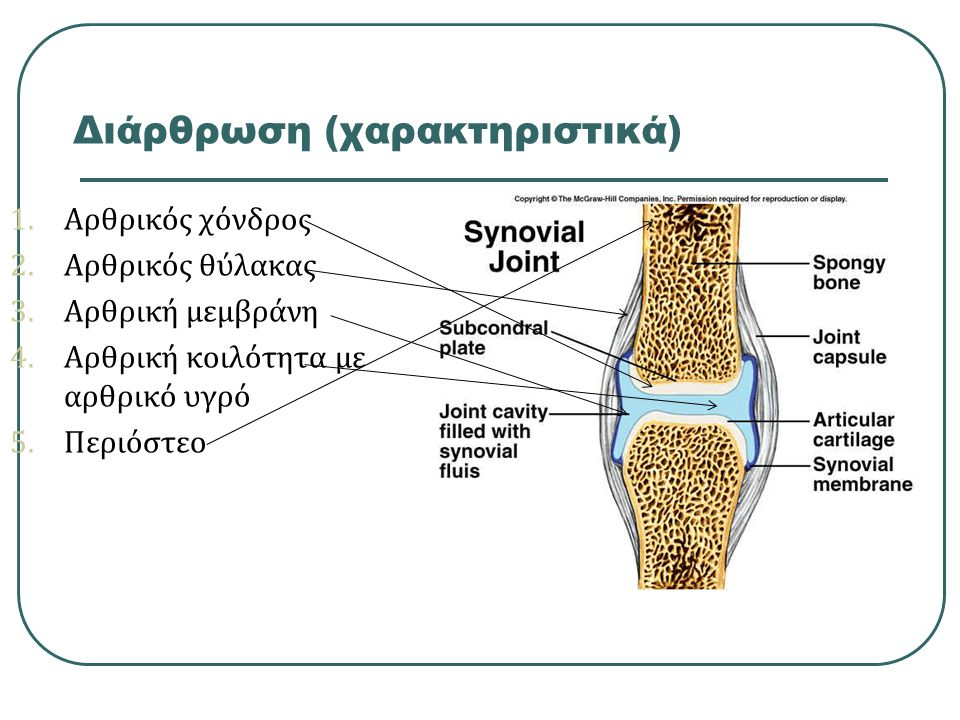 Διάρθρωση (χαρακτηριστικά)
1. Αρθρικός χόνδρος
2. Αρθρικός θύλακας
3. Αρθρική μεμβράνη
4. Αρθρική κοιλότητα με
αρθρικό υγρό
5. Περιόστεο
Copyright © The McGraw-Hill Companies, Inc. Permission required for reproduction or display.
Synovial
Joint
Subcondral
plate
Joint cavity
filled with
synovial
fluis
Spongy
bone
Joint
capsule
Articular
cartilage
Synovial
membrane